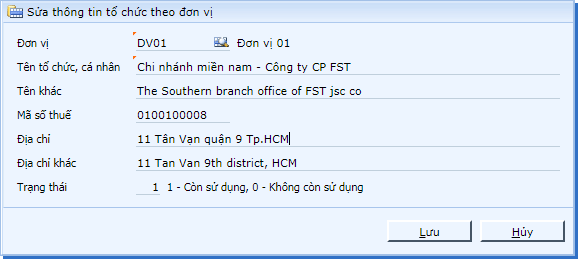 Sửa thông tin tổ chức theo đơn vị
Đơn vị DV01 Đơn vị 01
Tên tổ chức, cá nhân Chi nhánh miền nam - Công ty CP FST
Tên khác The Southern branch office of FST jsc co
Mã số thuế 0100100008
Địa chỉ 11 Tân Vạn quận 9 Tp.HCM
Địa chỉ khác 11 Tan Van 9th district, HCM
Trạng thái 1 1 - Còn sử dụng, 0 - Không còn sử dụng
Lưu Hủy